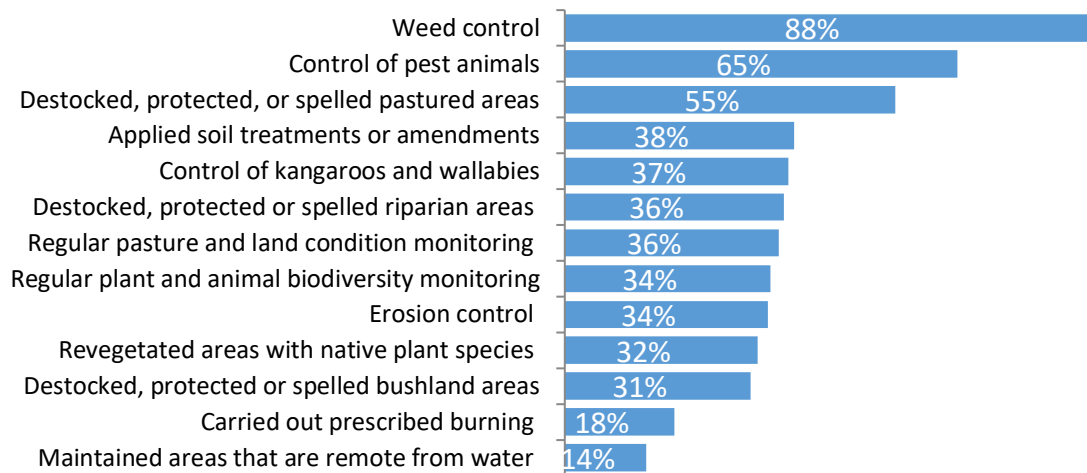 Weed control 88%
Control of pest animals 65%
Destocked, protected, or spelled pastured areas 55%
Applied soil treatments or amendments 38%
Control of kangaroos and wallabies 37%
Destocked, protected or spelled riparian areas 36%
Regular pasture and land condition monitoring 36%
Regular plant and animal biodiversity monitoring 34%
Erosion control 34%
Revegetated areas with native plant species 32%
Destocked, protected or spelled bushland areas 31%
Carried out prescribed burning 18%
Maintained areas that are remote from water 14%